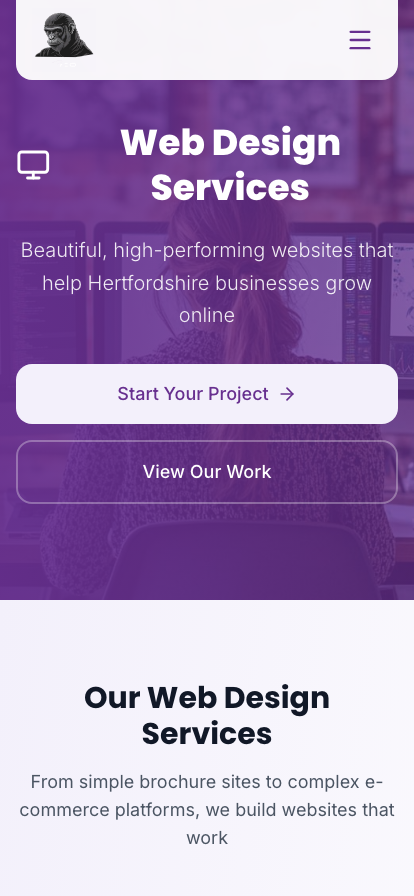 Web Design
Services
Beautiful, high-performing websites that
help Hertfordshire businesses grow
online
Start Your Project
View Our Work
Our Web Design
Services
From simple brochure sites to complex e-
commerce platforms, we build websites that
work